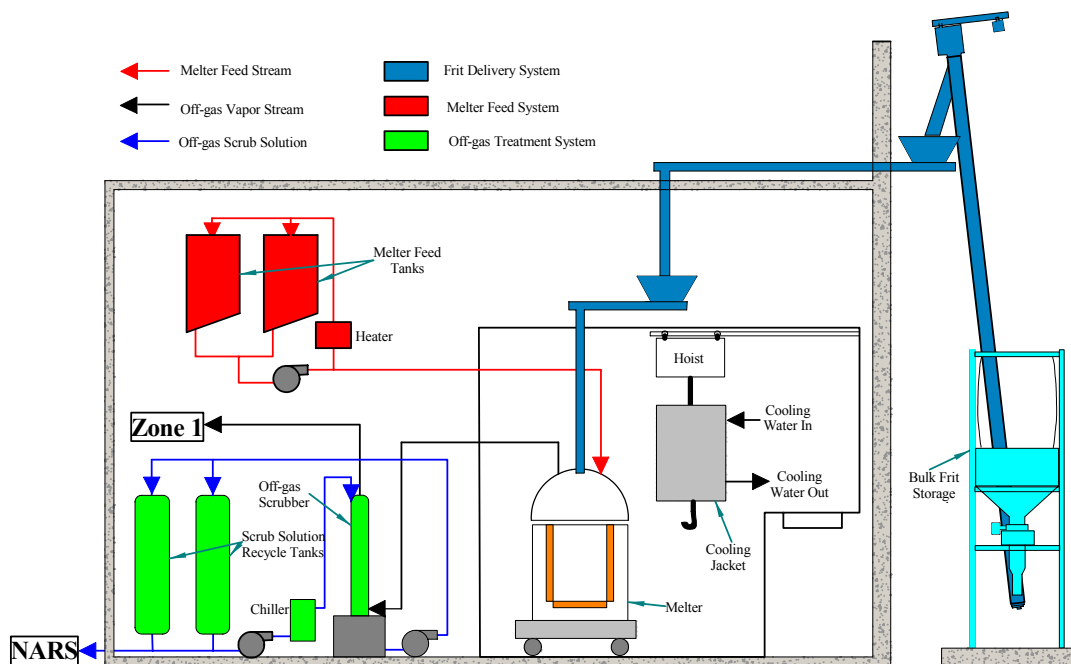 Melter Feed Stream
Frit Delivery System
Off-gas Vapor Stream
Melter Feed System
Off-gas Scrub Solution
Off-gas Treatment System
Melter Feed
Tanks
Heater
Hoist
Zone 1
Cooling
Water In
Cooling
Water Out
Bulk Frit
Storage
Off-gas
Scrubber
Scrub Solution
Recycle Tanks
Cooling
Jacket
Chiller
Melter
NARS